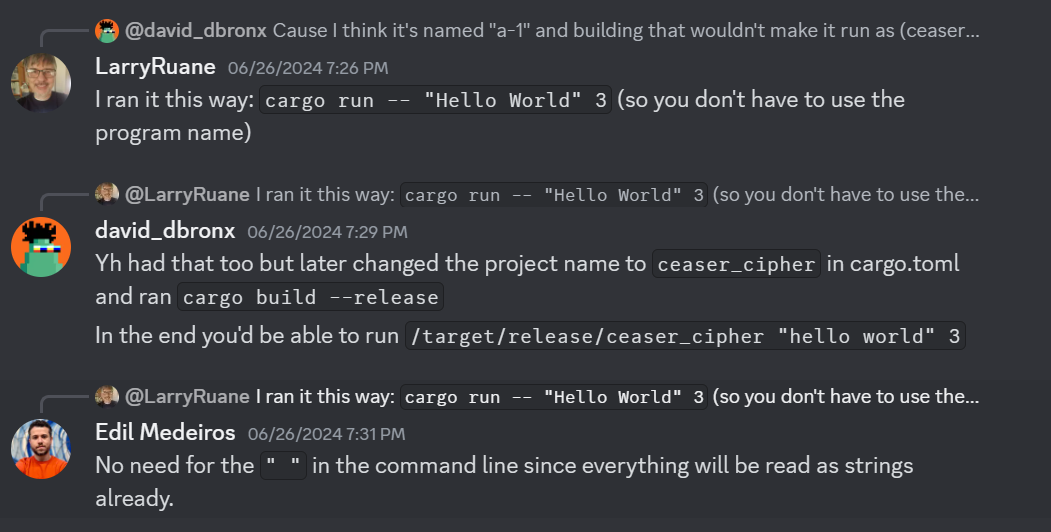 @david_dbronx Cause I think it's named "a-1" and building that wouldn't make it run as (ceaser...
LarryRuane 06/26/2024 7:26 PM
I ran it this way: cargo run -- "Hello World" 3 (so you don't have to use the
program name)
@LarryRuane I ran it this way: cargo run -- "Hello World" 3 (so you don't have to use the...
david_dbronx 06/26/2024 7:29 PM
Yh had that too but later changed the project name to ceaser_cipher in cargo.toml
and ran cargo build --release
In the end you'd be able to run /target/release/ceaser_cipher "hello world" 3
@LarryRuane I ran it this way: cargo run -- "Hello World" 3 (so you don't have to use the...
Edil Medeiros 06/26/2024 7:31 PM
No need for the " " in the command line since everything will be read as strings
already.